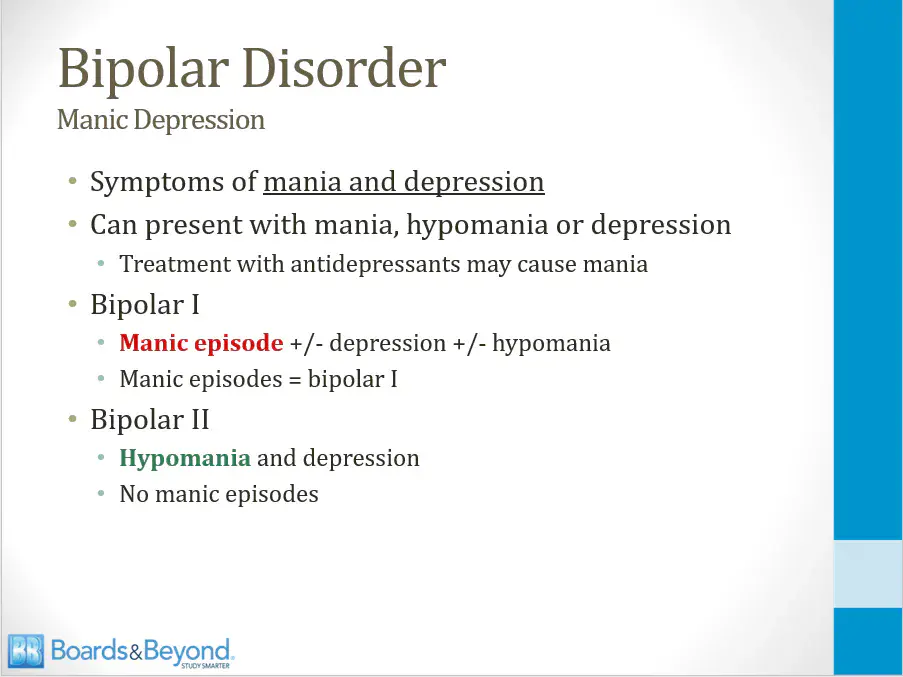 Bipolar Disorder
Manic Depression
• Symptoms of mania and depression
• Can present with mania, hypomania or depression
• Treatment with antidepressants may cause mania
• Bipolar I
• Manic episode +/- depression +/- hypomania
• Manic episodes = bipolar I
• Bipolar II
• Hypomania and depression
• No manic episodes
BB Boards&Beyond.
STUDY SMARTER